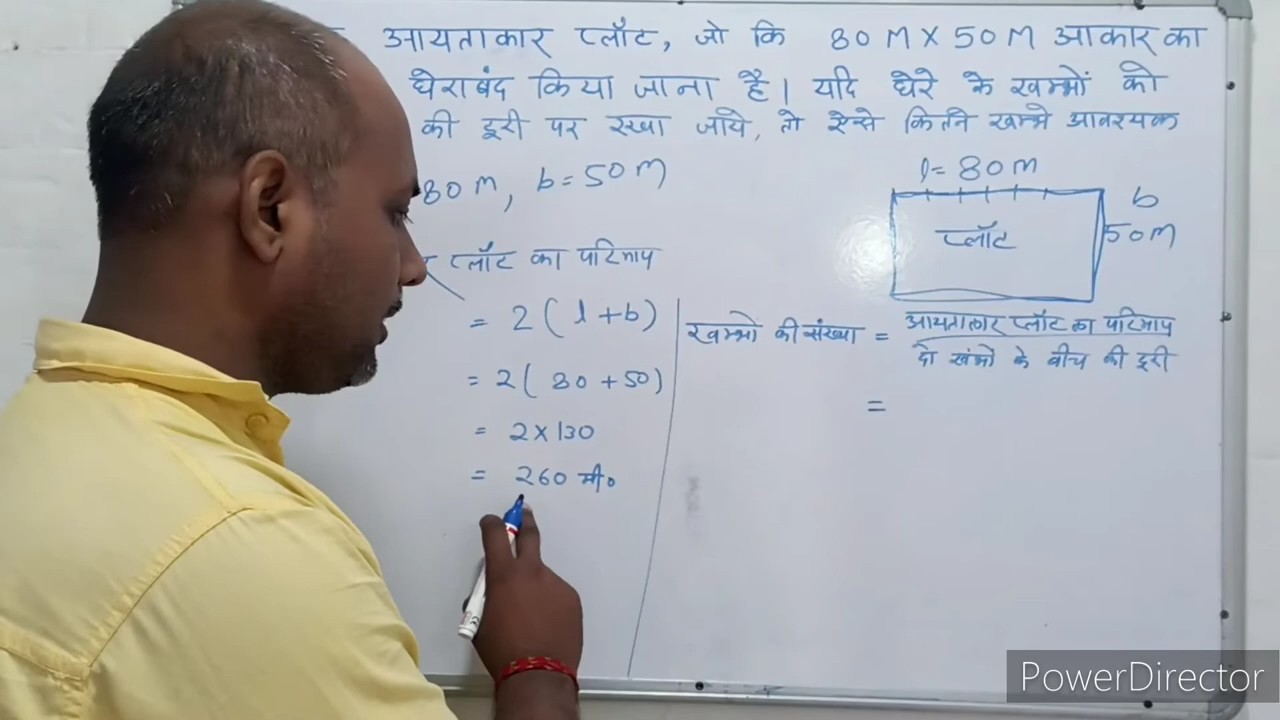 आयताकार प्लॉट, जो कि 80 M X 50 M आकार का
घेराबंद किया जाना है। यदि घेरे के खम्भों को
की दूरी पर रखा जाये, तो ऐसे कितने खम्भे आवश्यक
80 m, b = 50 m
l = 80 m
b
50 m
प्लॉट
प्लॉट का परिमाप
= 2 ( l + b )
= 2 ( 80 + 50 )
= 2 X 130
= 260 मी०
खम्भो की संख्या = आयताकार प्लॉट का परिमाप
दो खंभो के बीच की दूरी
=
PowerDirector